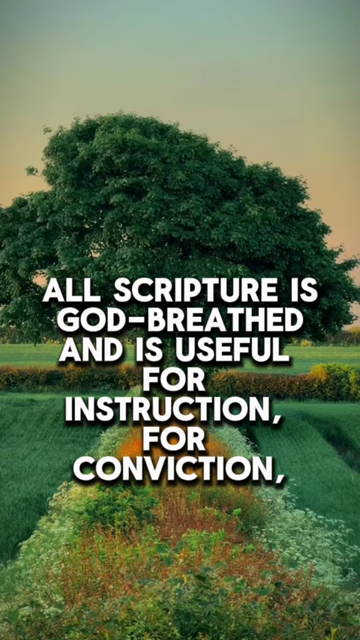 ALL SCRIPTURE IS
GOD-BREATHED
AND IS USEFUL
FOR
INSTRUCTION,
FOR
CONVICTION,